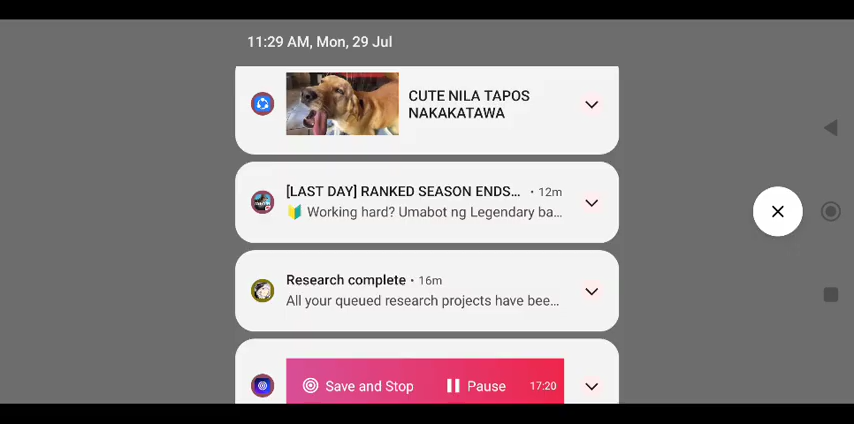 11:29 AM, Mon, 29 Jul
CUTE NILA TAPOS
NAKAKATAWA
[LAST DAY] RANKED SEASON ENDS... • 12m
🔰 Working hard? Umabot ng Legendary ba...
Research complete • 16m
All your queued research projects have bee...
Save and Stop Pause 17:20